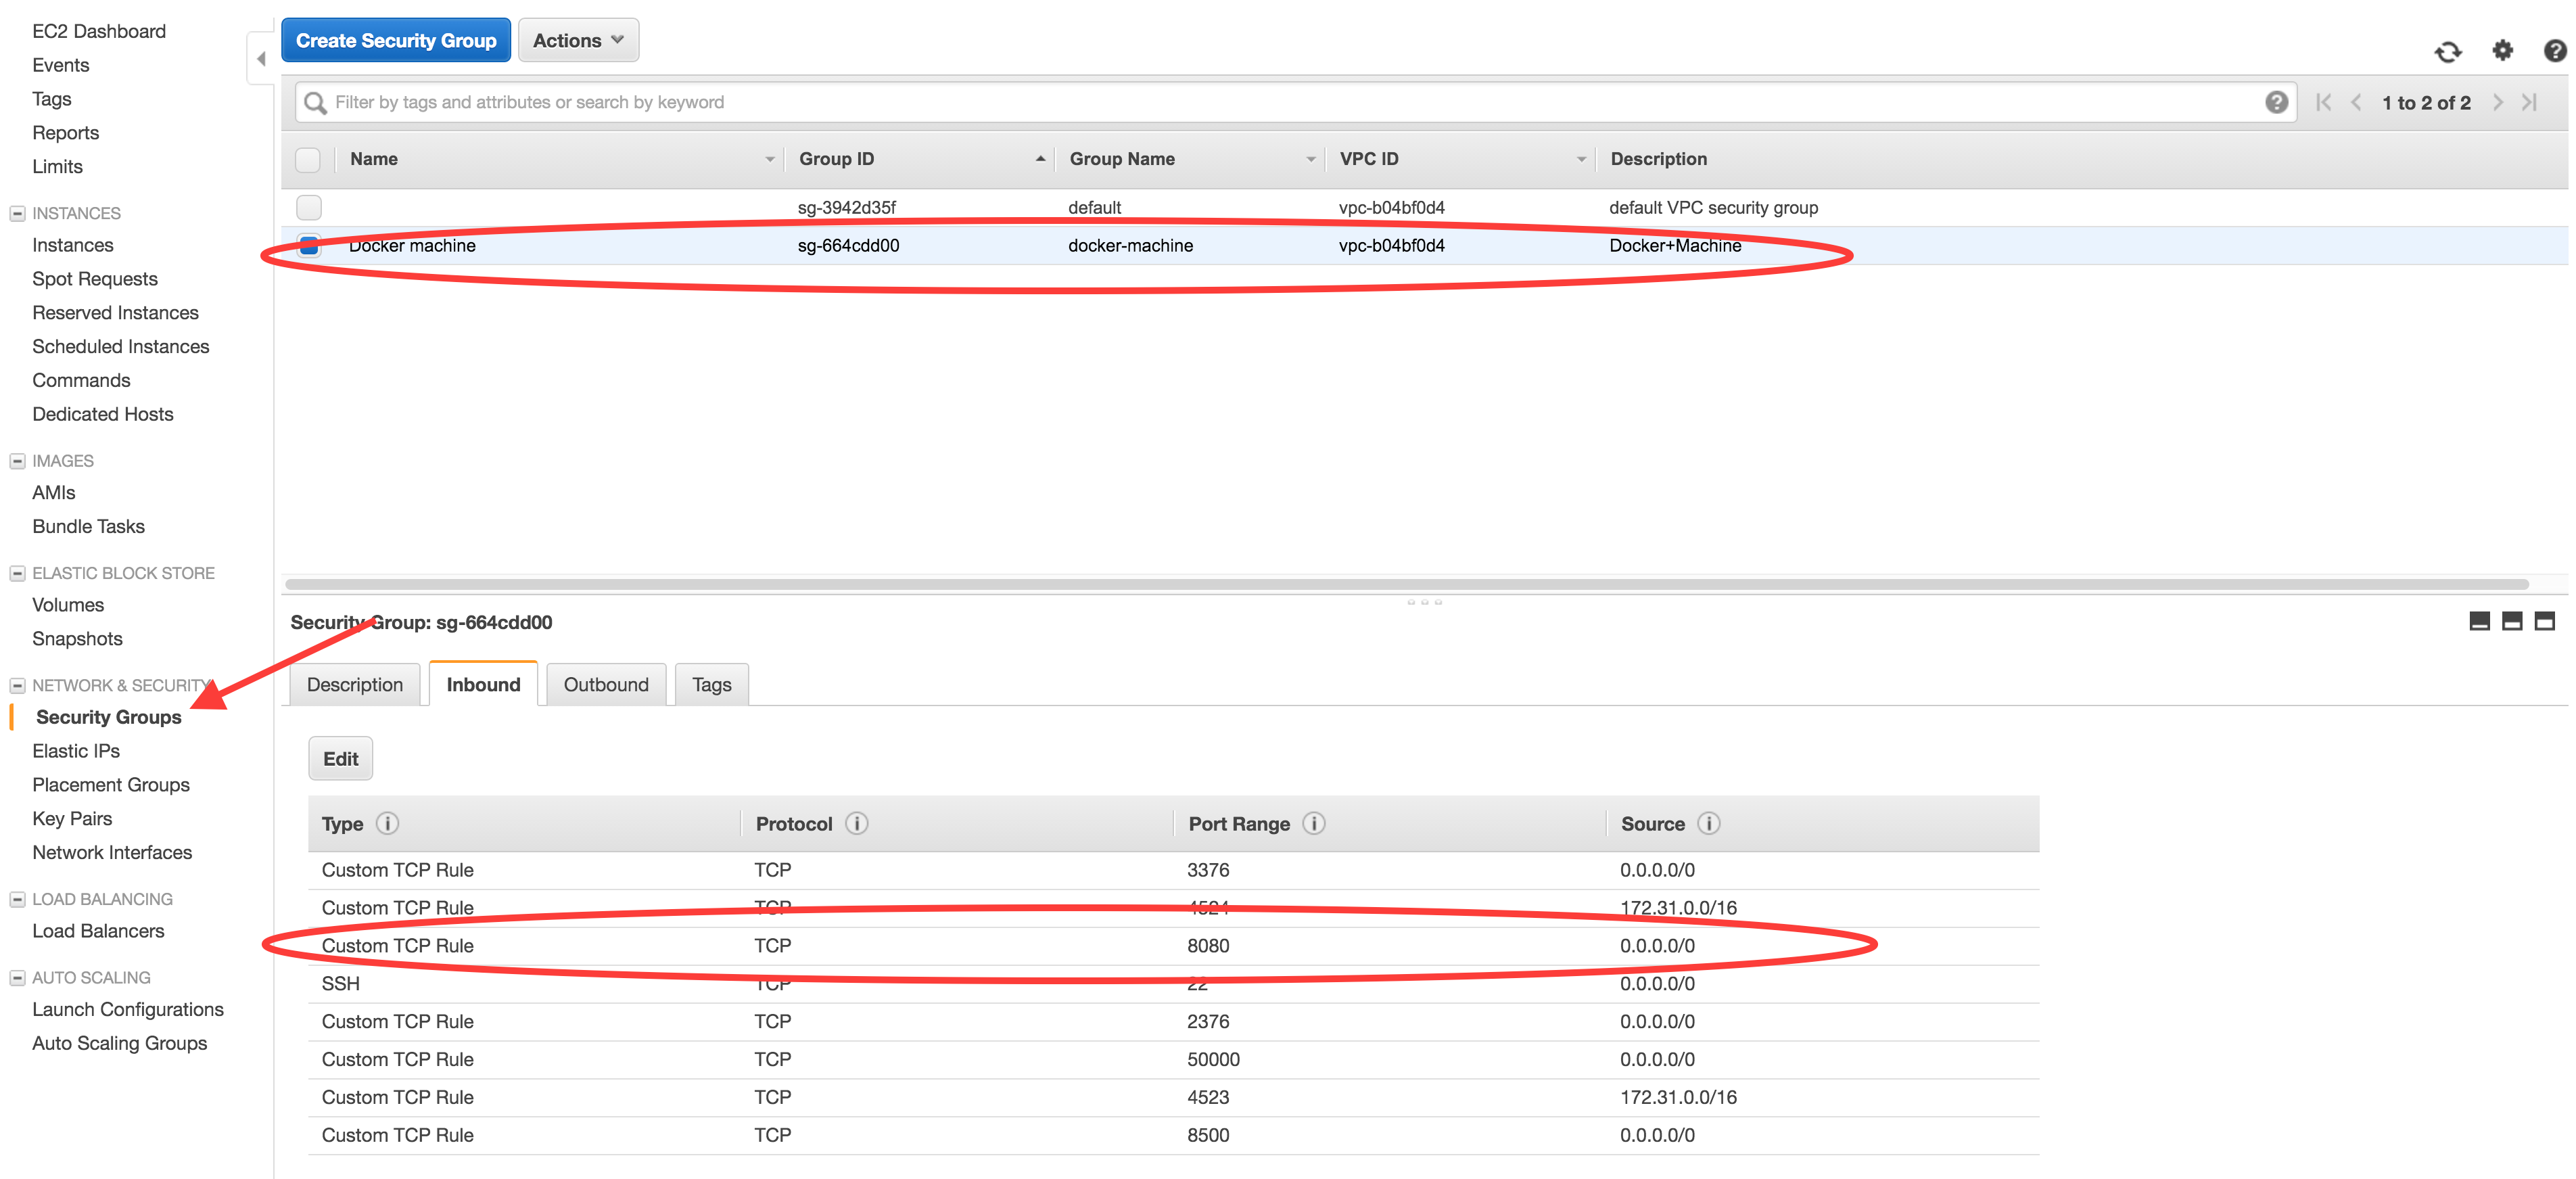 EC2 Dashboard
Events
Tags
Reports
Limits
INSTANCES
Instances
Spot Requests
Reserved Instances
Scheduled Instances
Commands
Dedicated Hosts
IMAGES
AMIs
Bundle Tasks
ELASTIC BLOCK STORE
Volumes
Snapshots
NETWORK & SECURITY
Security Groups
Elastic IPs
Placement Groups
Key Pairs
Network Interfaces
LOAD BALANCING
Load Balancers
AUTO SCALING
Launch Configurations
Auto Scaling Groups
Create Security Group Actions
Filter by tags and attributes or search by keyword 1 to 2 of 2
Name Group ID Group Name VPC ID Description
sg-3942d35f default vpc-b04bf0d4 default VPC security group
Docker machine sg-664cdd00 docker-machine vpc-b04bf0d4 Docker+Machine
Security Group: sg-664cdd00
Description Inbound Outbound Tags
Edit
Type Protocol Port Range Source
Custom TCP Rule TCP 3376 0.0.0.0/0
Custom TCP Rule TCP 4524 172.31.0.0/16
Custom TCP Rule TCP 8080 0.0.0.0/0
SSH TCP 22 0.0.0.0/0
Custom TCP Rule TCP 2376 0.0.0.0/0
Custom TCP Rule TCP 50000 0.0.0.0/0
Custom TCP Rule TCP 4523 172.31.0.0/16
Custom TCP Rule TCP 8500 0.0.0.0/0